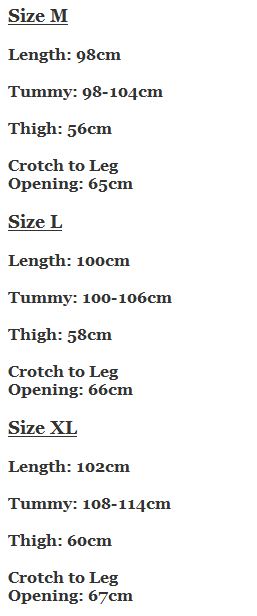 Size M
Length: 98cm
Tummy: 98-104cm
Thigh: 56cm
Crotch to Leg
Opening: 65cm
Size L
Length: 100cm
Tummy: 100-106cm
Thigh: 58cm
Crotch to Leg
Opening: 66cm
Size XL
Length: 102cm
Tummy: 108-114cm
Thigh: 60cm
Crotch to Leg
Opening: 67cm